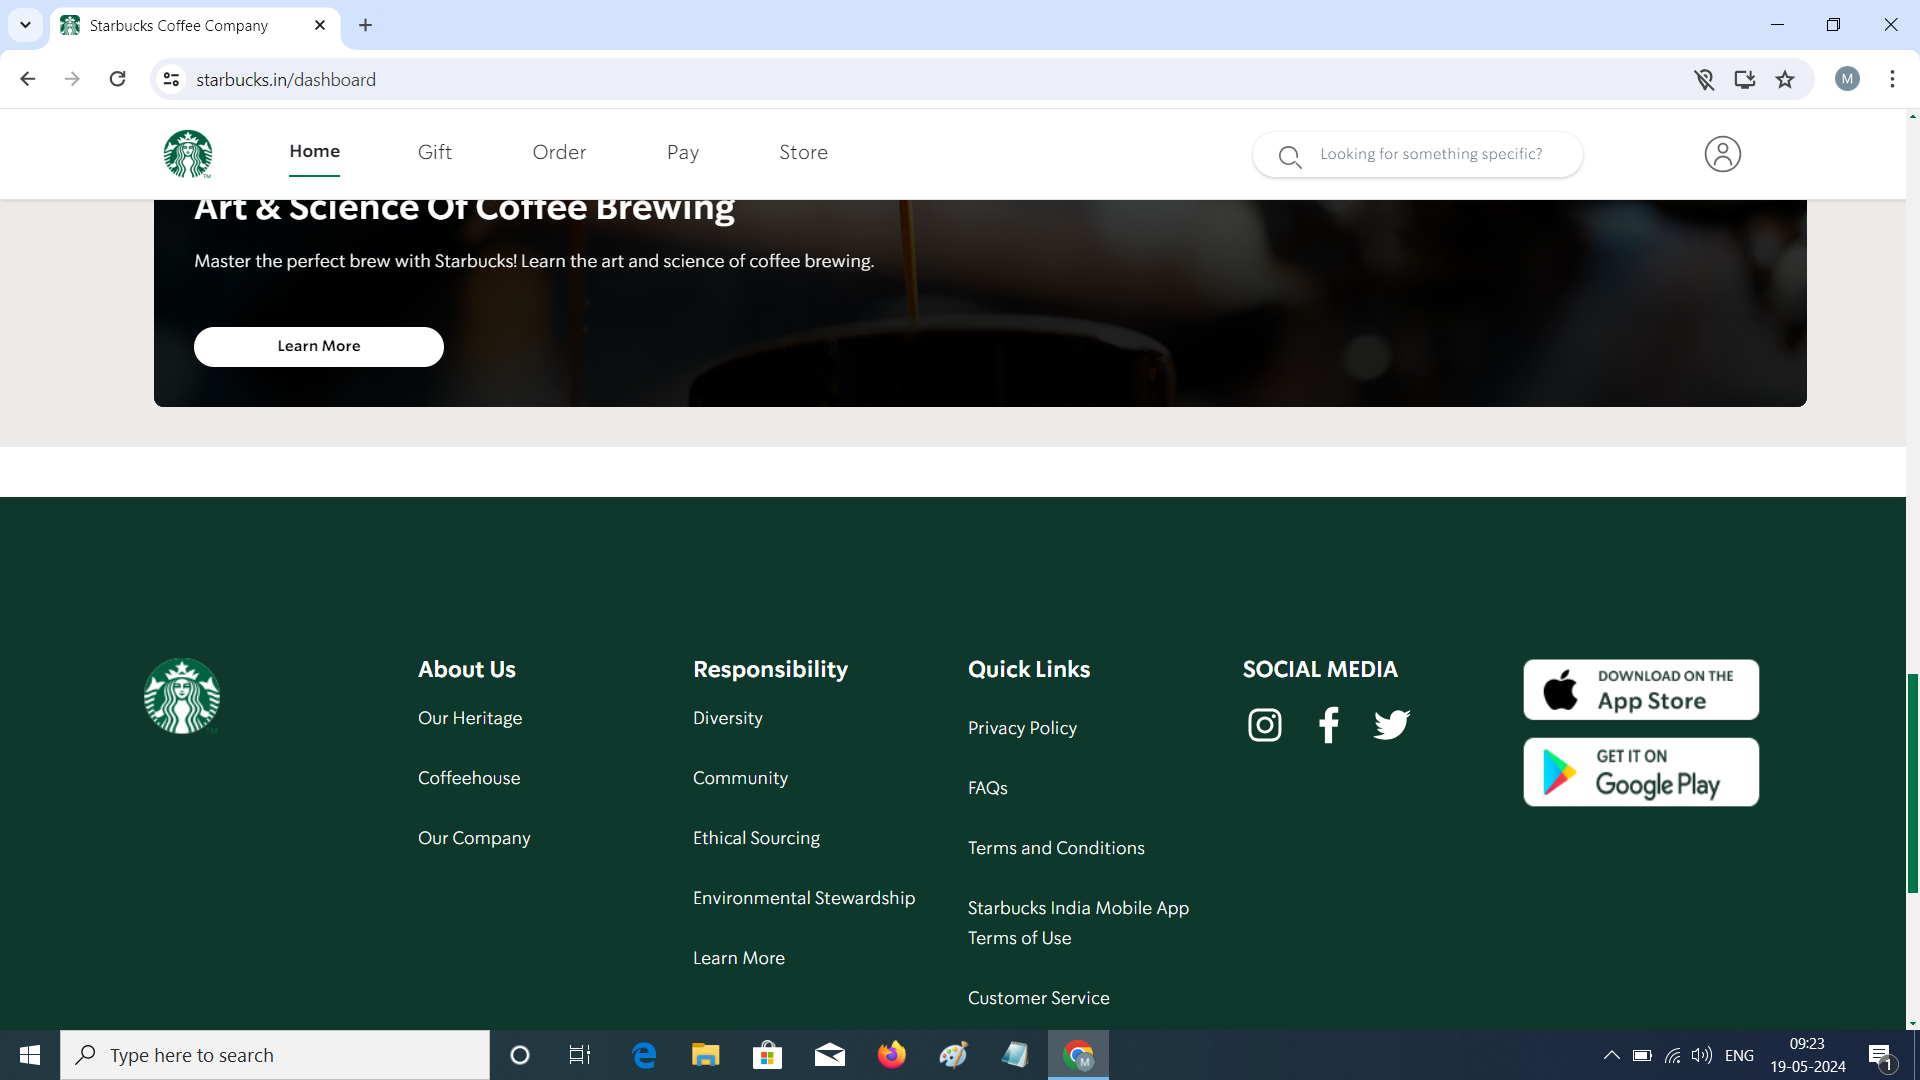 Starbucks Coffee Company
starbucks.in/dashboard
M
Home
Gift
Order
Pay
Store
Looking for something specific?
Art & Science Of Coffee Brewing
Master the perfect brew with Starbucks! Learn the art and science of coffee brewing.
Learn More
About Us
Our Heritage
Coffeehouse
Our Company
Responsibility
Diversity
Community
Ethical Sourcing
Environmental Stewardship
Learn More
Quick Links
Privacy Policy
FAQs
Terms and Conditions
Starbucks India Mobile App
Terms of Use
Customer Service
SOCIAL MEDIA
DOWNLOAD ON THE
App Store
GET IT ON
Google Play
Type here to search
M
ENG
09:23
19-05-2024
1